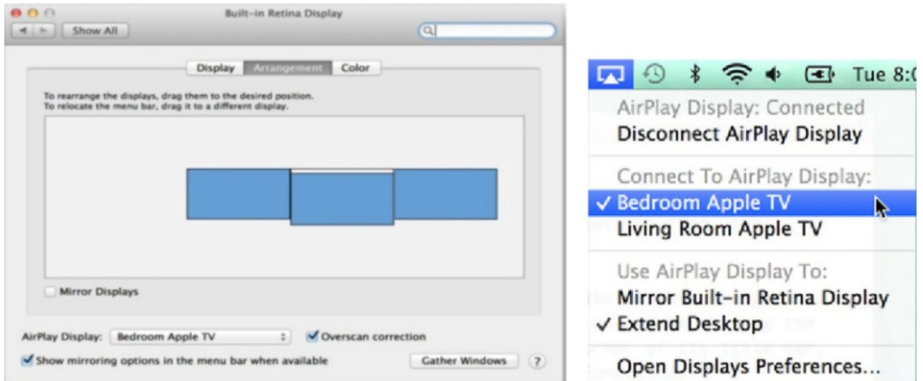 Built-in Retina Display
Show All
Display Arrangement Color
To rearrange the displays, drag them to the desired position.
To relocate the menu bar, drag it to a different display.
Mirror Displays
AirPlay Display: Bedroom Apple TV Overscan correction
Show mirroring options in the menu bar when available Gather Windows ?
Tue 8:0
AirPlay Display: Connected
Disconnect AirPlay Display
Connect To AirPlay Display:
✓ Bedroom Apple TV
Living Room Apple TV
Use AirPlay Display To:
Mirror Built-in Retina Display
✓ Extend Desktop
Open Displays Preferences...